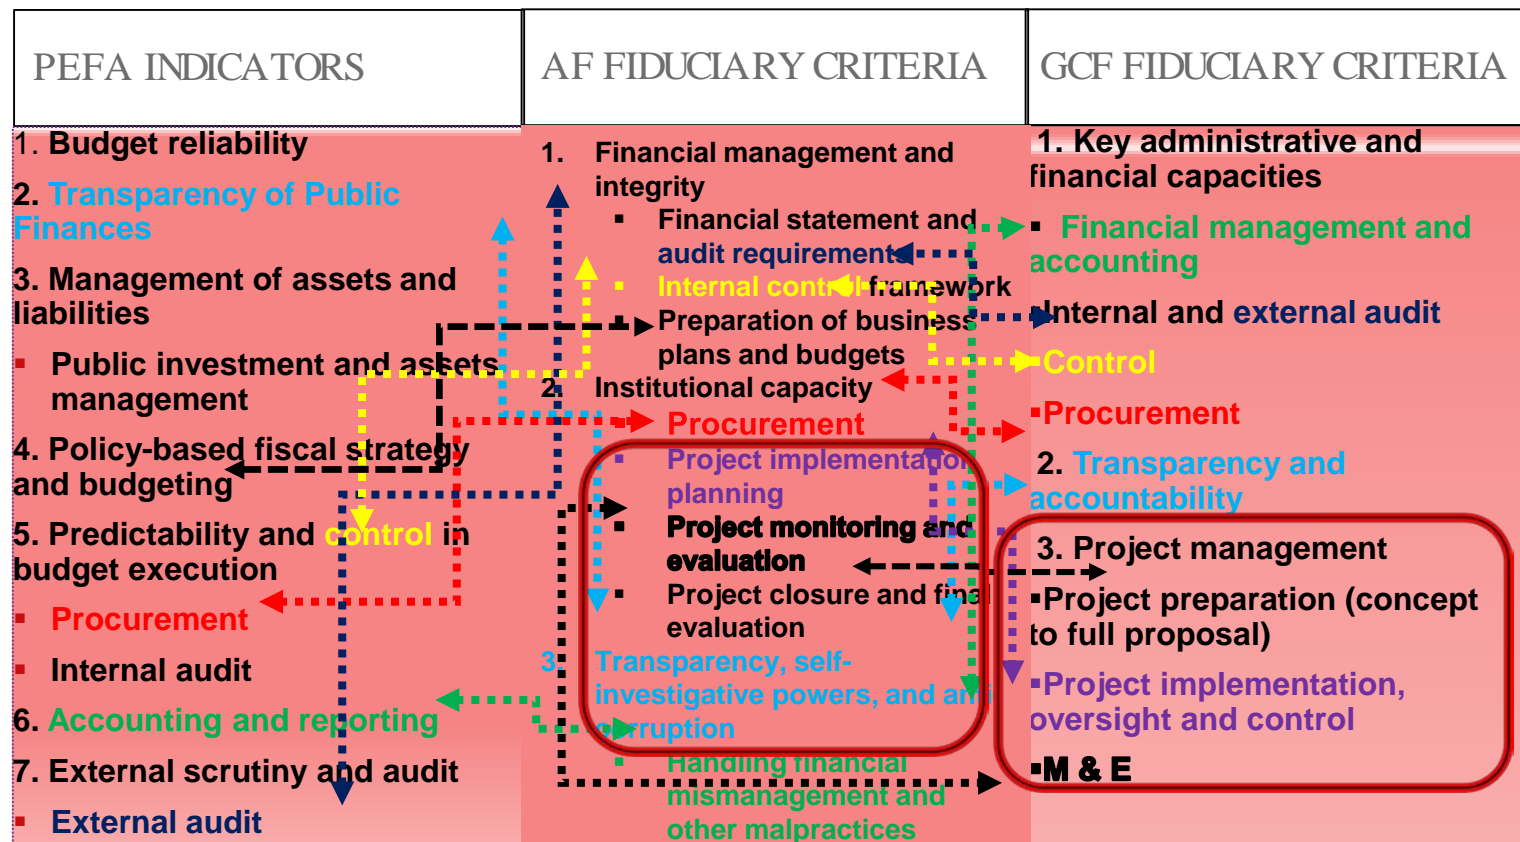 PEFA INDICATORS
AF FIDUCIARY CRITERIA
GCF FIDUCIARY CRITERIA
1. Budget reliability
2. Transparency of Public
Finances
3. Management of assets and
liabilities
▪ Public investment and assets
management
4. Policy-based fiscal strategy
and budgeting
5. Predictability and control in
budget execution
▪ Procurement
▪ Internal audit
6. Accounting and reporting
7. External scrutiny and audit
▪ External audit
1. Financial management and
integrity
▪ Financial statement and
audit requirements
▪ Internal control framework
▪ Preparation of business
plans and budgets
2. Institutional capacity
▪ Procurement
▪ Project implementation
planning
▪ Project monitoring and
evaluation
▪ Project closure and final
evaluation
3. Transparency, self-
investigative powers, and anti
corruption
▪ Handling financial
mismanagement and
other malpractices
1. Key administrative and
financial capacities
▪ Financial management and
accounting
▪Internal and external audit
▪Control
▪Procurement
2. Transparency and
accountability
3. Project management
▪Project preparation (concept
to full proposal)
▪Project implementation,
oversight and control
▪M & E